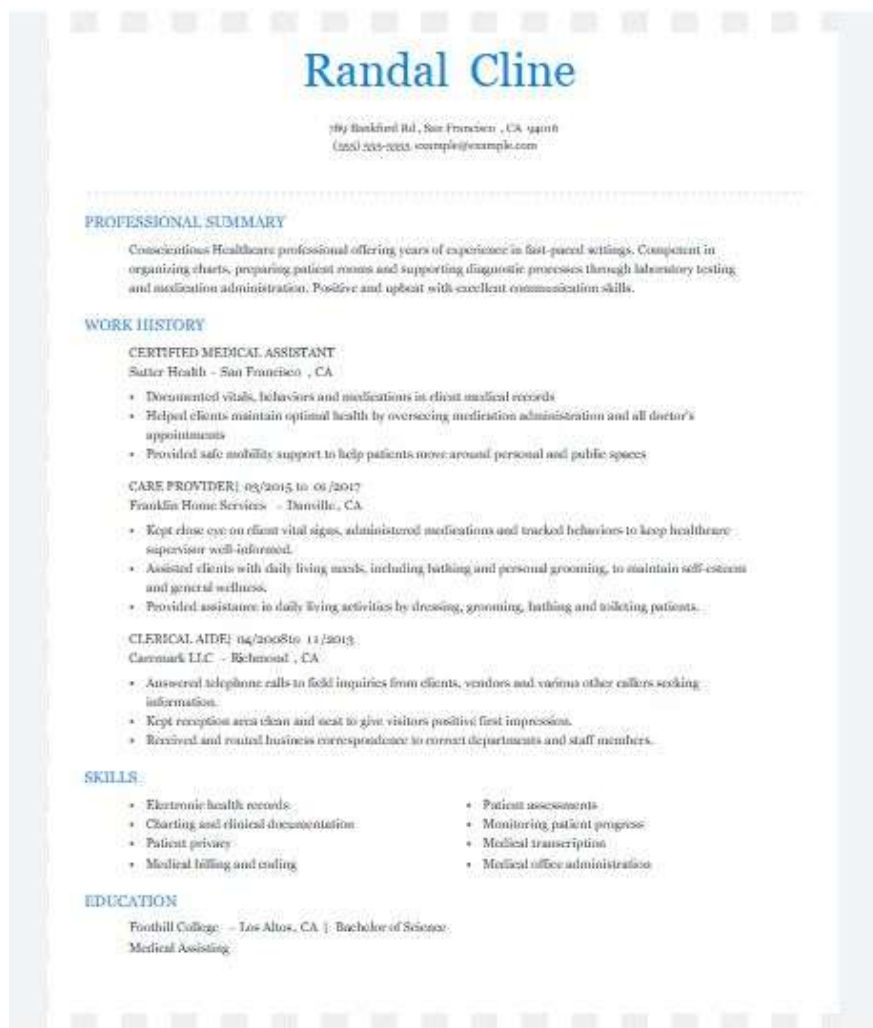 Randal Cline
789 Bankford Rd, San Francisco , CA 94016
(555) 555-5555 example@example.com
PROFESSIONAL SUMMARY
Conscientious Healthcare professional offering years of experience in fast-paced settings. Competent in
organizing charts, preparing patient rooms and supporting diagnostic processes through laboratory testing
and medication administration. Positive and upbeat with excellent communication skills.
WORK HISTORY
CERTIFIED MEDICAL ASSISTANT
Sutter Health – San Francisco , CA
• Documented vitals, behaviors and medications in client medical records
• Helped clients maintain optimal health by overseeing medication administration and all doctor's
appointments
• Provided safe mobility support to help patients move around personal and public spaces
CARE PROVIDER| 03/2015 to 01/2017
Franklin Home Services – Danville, CA
• Kept close eye on client vital signs, administered medications and tracked behaviors to keep healthcare
supervisor well-informed.
• Assisted clients with daily living needs, including bathing and personal grooming, to maintain self-esteem
and general wellness.
• Provided assistance in daily living activities by dressing, grooming, bathing and toileting patients.
CLERICAL AIDE| 04/2008to 11/2013
Caremark LLC – Richmond , CA
• Answered telephone calls to field inquiries from clients, vendors and various other callers seeking
information.
• Kept reception area clean and neat to give visitors positive first impression.
• Received and routed business correspondence to correct departments and staff members.
SKILLS
• Electronic health records
• Charting and clinical documentation
• Patient privacy
• Medical billing and coding
• Patient assessments
• Monitoring patient progress
• Medical transcription
• Medical office administration
EDUCATION
Foothill College – Los Altos, CA | Bachelor of Science
Medical Assisting